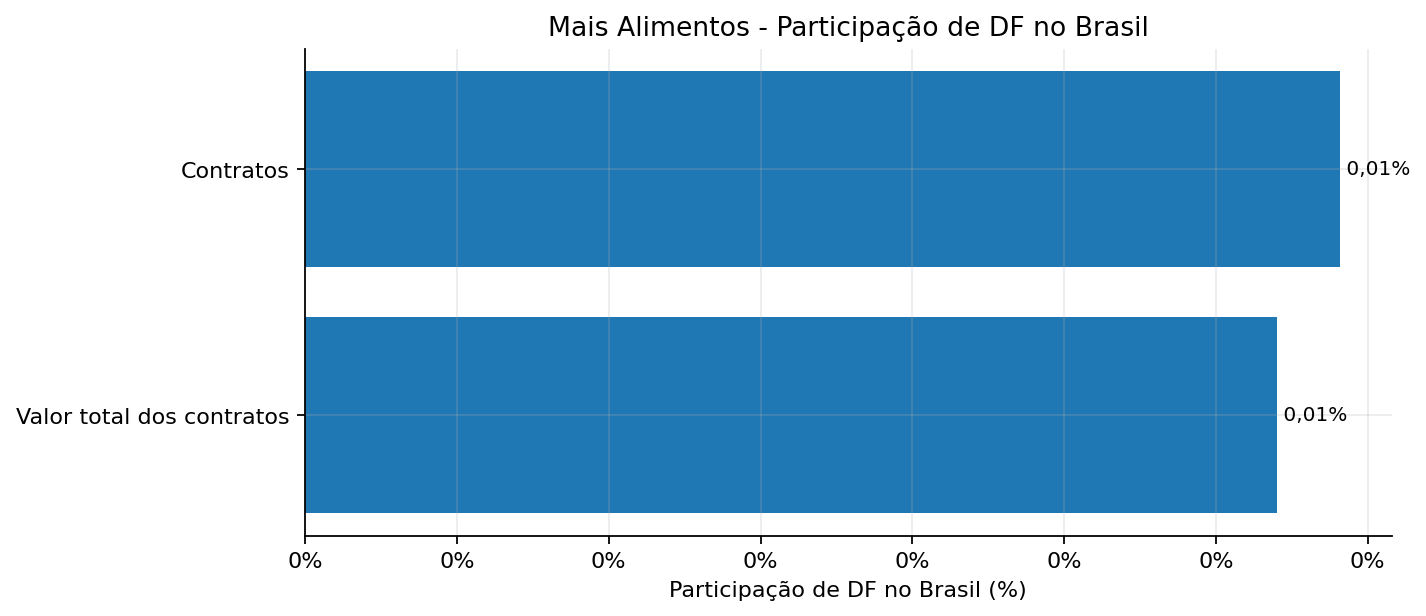 Mais Alimentos - Participação de DF no Brasil
Contratos
0,01%
Valor total dos contratos
0,01%
0% 0% 0% 0% 0% 0% 0% 0%
Participação de DF no Brasil (%)